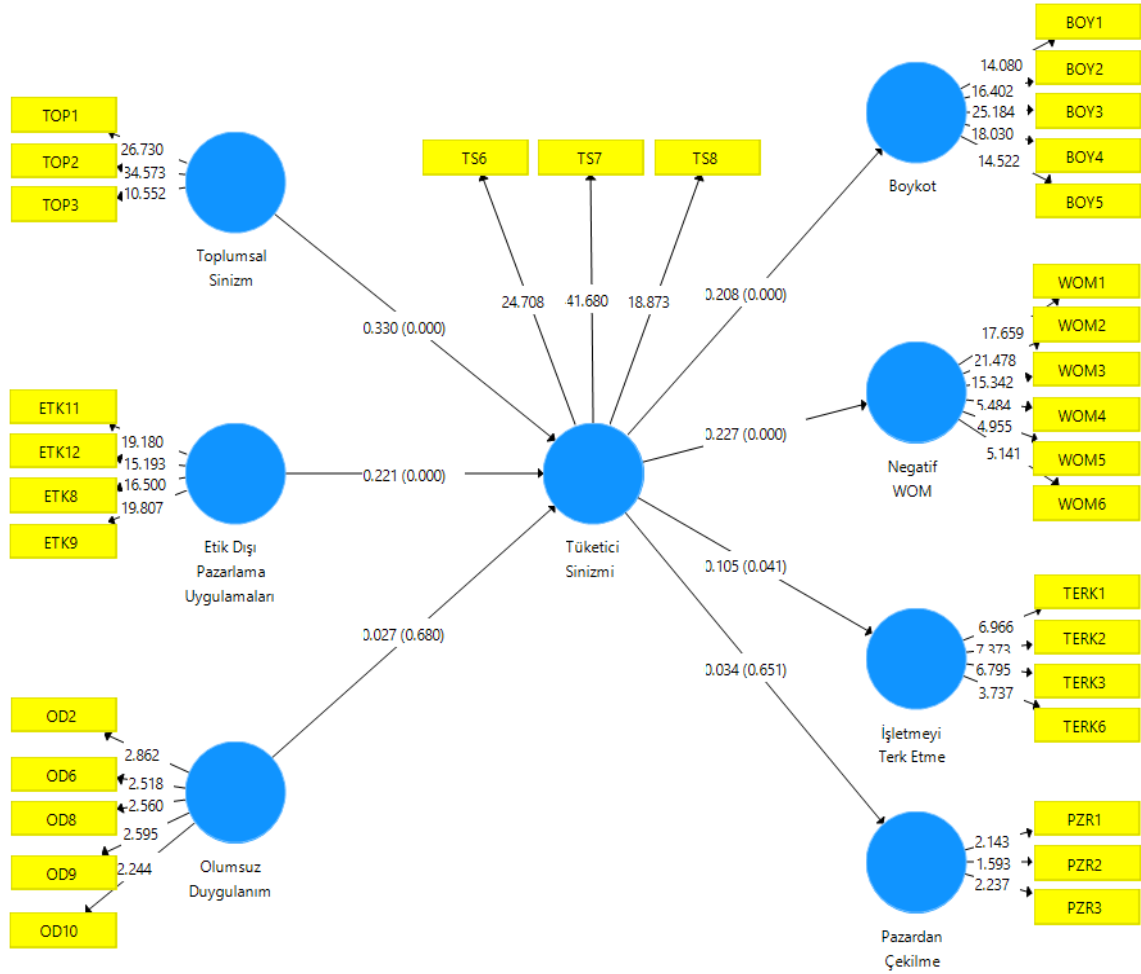 TOP1
TOP2
TOP3
26.730
34.573
10.552
Toplumsal
Sinizm
ETK11
ETK12
ETK8
ETK9
19.180
15.193
16.500
19.807
Etik Dışı
Pazarlama
Uygulamaları
OD2
OD6
OD8
OD9
OD10
2.862
2.518
2.560
2.595
2.244
Olumsuz
Duygulanım
0.330 (0.000)
0.221 (0.000)
0.027 (0.680)
TS6
TS7
TS8
24.708
41.680
18.873
Tüketici
Sinizmi
0.208 (0.000)
0.227 (0.000)
0.105 (0.041)
0.034 (0.651)
14.080
16.402
25.184
18.030
14.522
BOY1
BOY2
BOY3
BOY4
BOY5
Boykot
17.659
21.478
15.342
5.484
4.955
5.141
WOM1
WOM2
WOM3
WOM4
WOM5
WOM6
Negatif
WOM
6.966
7.373
6.795
3.737
TERK1
TERK2
TERK3
TERK6
İşletmeyi
Terk Etme
2.143
1.593
2.237
PZR1
PZR2
PZR3
Pazardan
Çekilme